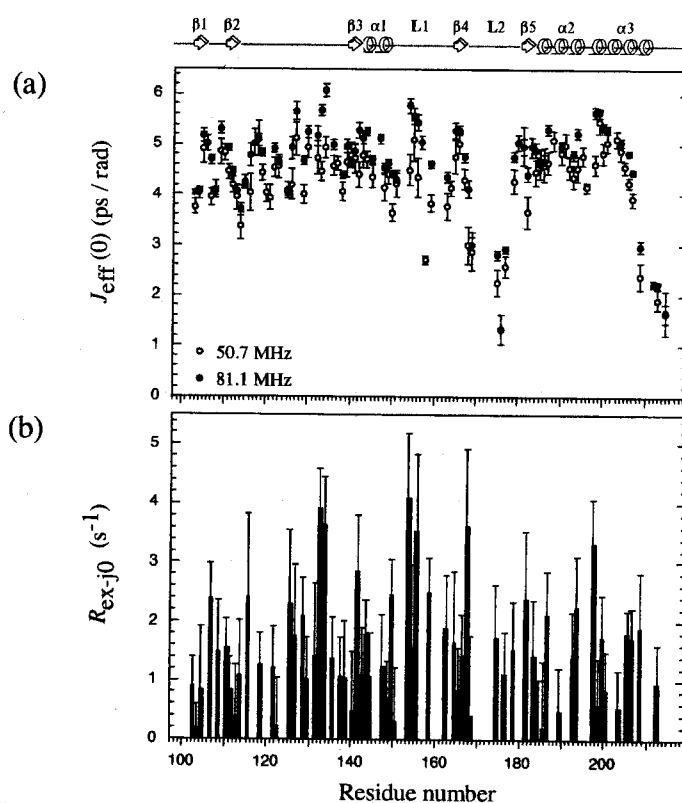 β1 β2 β3 α1 L1 β4 L2 β5 α2 α3
(a)
6
5
4
3
2
1
0
J_eff(0) (ps / rad)
50.7 MHz
81.1 MHz
(b)
5
4
3
2
1
0
R_ex-j0 (s⁻¹)
100 120 140 160 180 200
Residue number